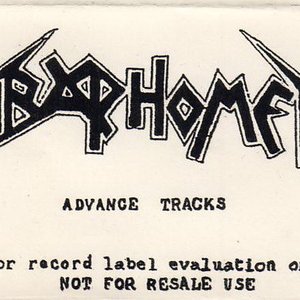 BAPHOMET
ADVANCE TRACKS
or record label evaluation o
NOT FOR RESALE USE